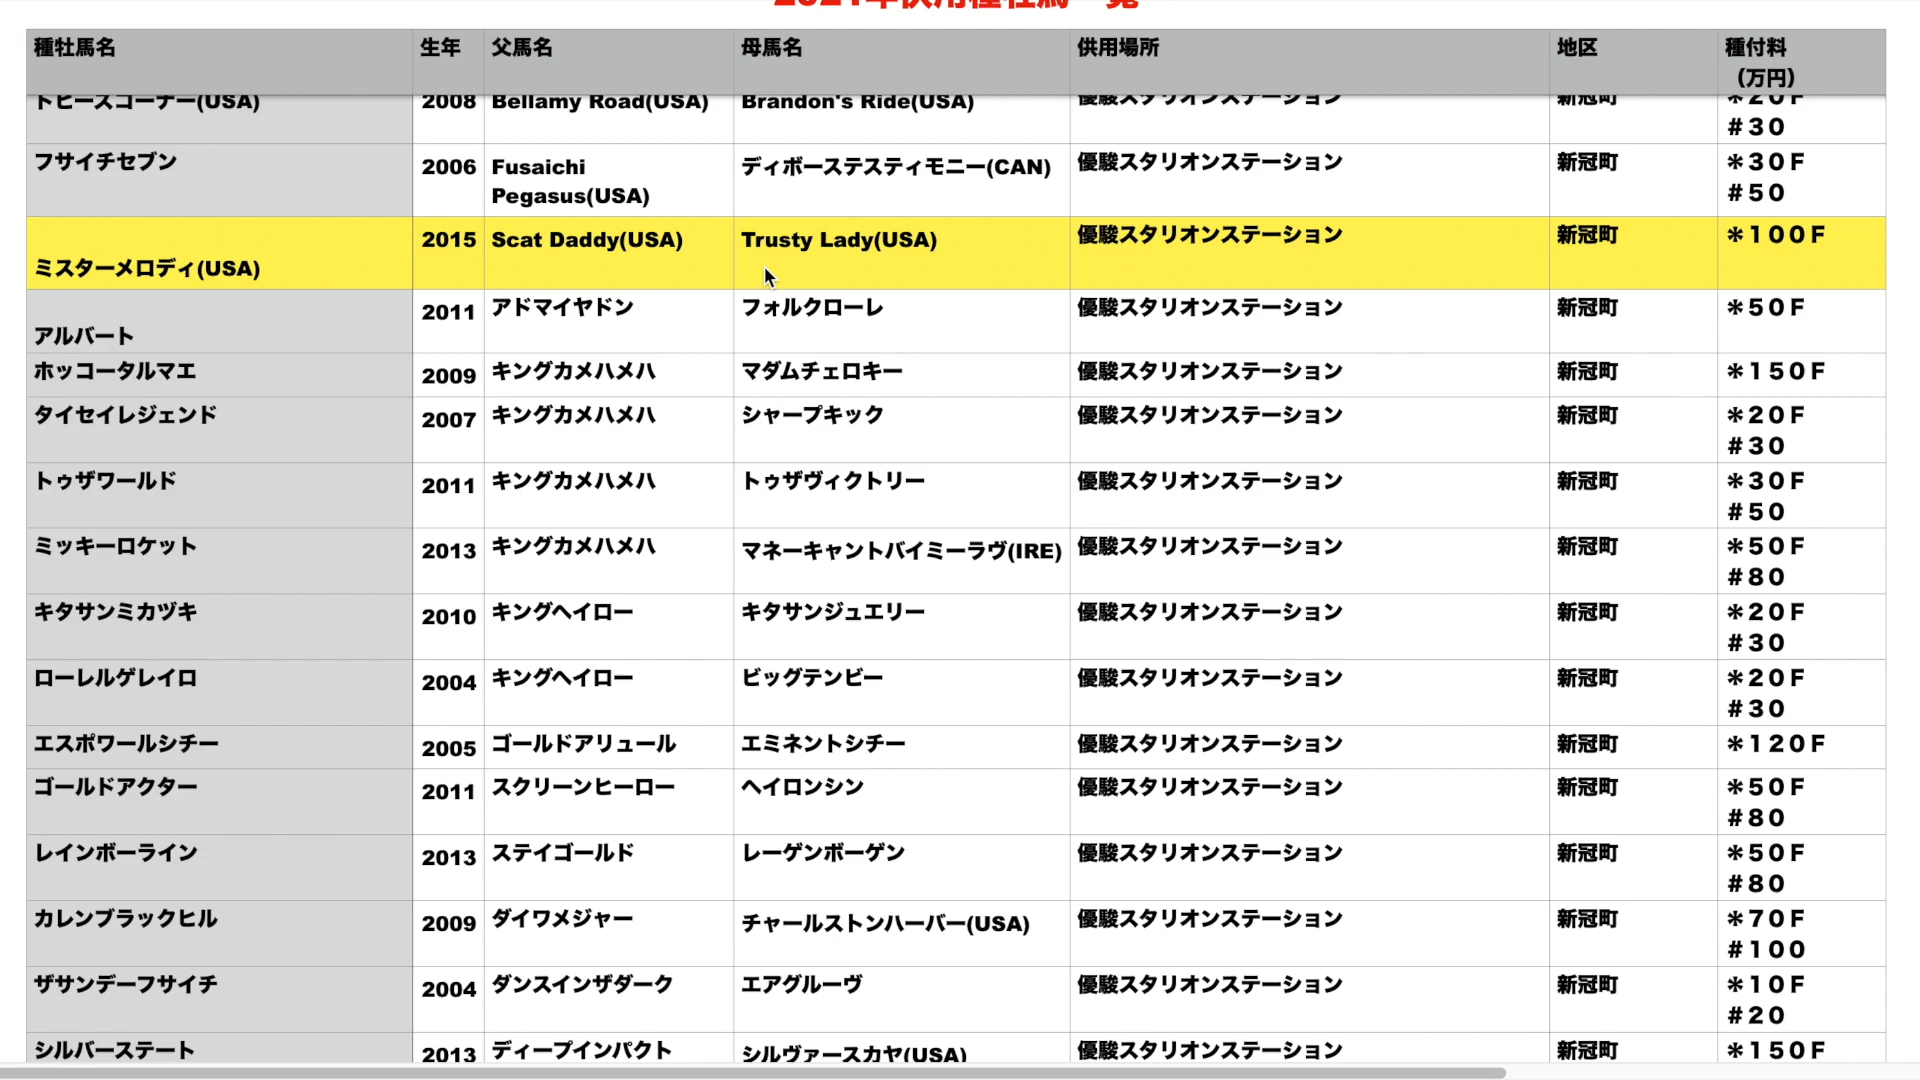 種牡馬名 生年 父馬名 母馬名 供用場所 地区 種付料
（万円）
トビーズコーナー(USA) 2008 Bellamy Road(USA) Brandon's Ride(USA) 優駿スタリオンステーション 新冠町 ＊２０Ｆ
＃３０
フサイチセブン 2006 Fusaichi Pegasus(USA) ディボーステスティモニー(CAN) 優駿スタリオンステーション 新冠町 ＊３０Ｆ
＃５０
ミスターメロディ(USA) 2015 Scat Daddy(USA) Trusty Lady(USA) 優駿スタリオンステーション 新冠町 ＊１００Ｆ
アルバート 2011 アドマイヤドン フォルクローレ 優駿スタリオンステーション 新冠町 ＊５０Ｆ
ホッコータルマエ 2009 キングカメハメハ マダムチェロキー 優駿スタリオンステーション 新冠町 ＊１５０Ｆ
タイセイレジェンド 2007 キングカメハメハ シャープキック 優駿スタリオンステーション 新冠町 ＊２０Ｆ
＃３０
トゥザワールド 2011 キングカメハメハ トゥザヴィクトリー 優駿スタリオンステーション 新冠町 ＊３０Ｆ
＃５０
ミッキーロケット 2013 キングカメハメハ マネーキャントバイミーラヴ(IRE) 優駿スタリオンステーション 新冠町 ＊５０Ｆ
＃８０
キタサンミカヅキ 2010 キングヘイロー キタサンジュエリー 優駿スタリオンステーション 新冠町 ＊２０Ｆ
＃３０
ローレルゲレイロ 2004 キングヘイロー ビッグテンビー 優駿スタリオンステーション 新冠町 ＊２０Ｆ
＃３０
エスポワールシチー 2005 ゴールドアリュール エミネントシチー 優駿スタリオンステーション 新冠町 ＊１２０Ｆ
ゴールドアクター 2011 スクリーンヒーロー ヘイロンシン 優駿スタリオンステーション 新冠町 ＊５０Ｆ
＃８０
レインボーライン 2013 ステイゴールド レーゲンボーゲン 優駿スタリオンステーション 新冠町 ＊５０Ｆ
＃８０
カレンブラックヒル 2009 ダイワメジャー チャールストンハーバー(USA) 優駿スタリオンステーション 新冠町 ＊７０Ｆ
＃１００
ザサンデーフサイチ 2004 ダンスインザダーク エアグルーヴ 優駿スタリオンステーション 新冠町 ＊１０Ｆ
＃２０
シルバーステート 2013 ディープインパクト シルヴァースカヤ(USA) 優駿スタリオンステーション 新冠町 ＊１５０Ｆ